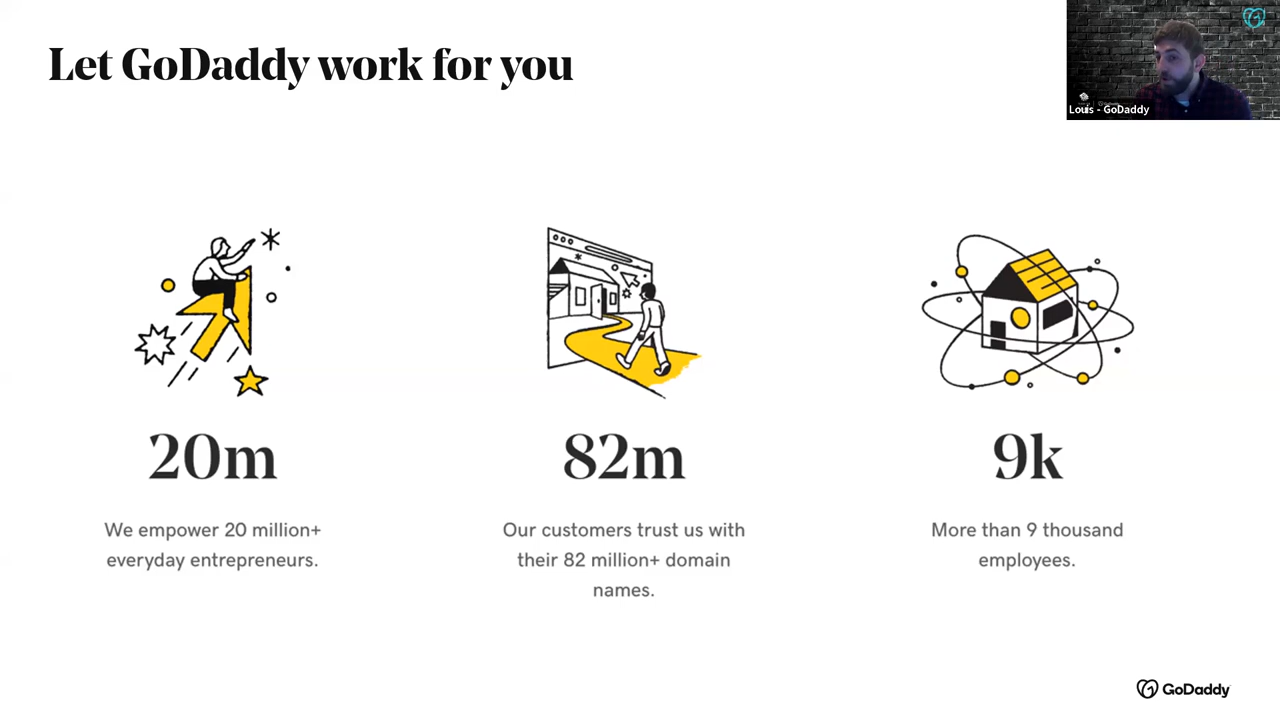 Let GoDaddy work for you
Louis - GoDaddy
20m
We empower 20 million+
everyday entrepreneurs.
82m
Our customers trust us with
their 82 million+ domain
names.
9k
More than 9 thousand
employees.
GoDaddy